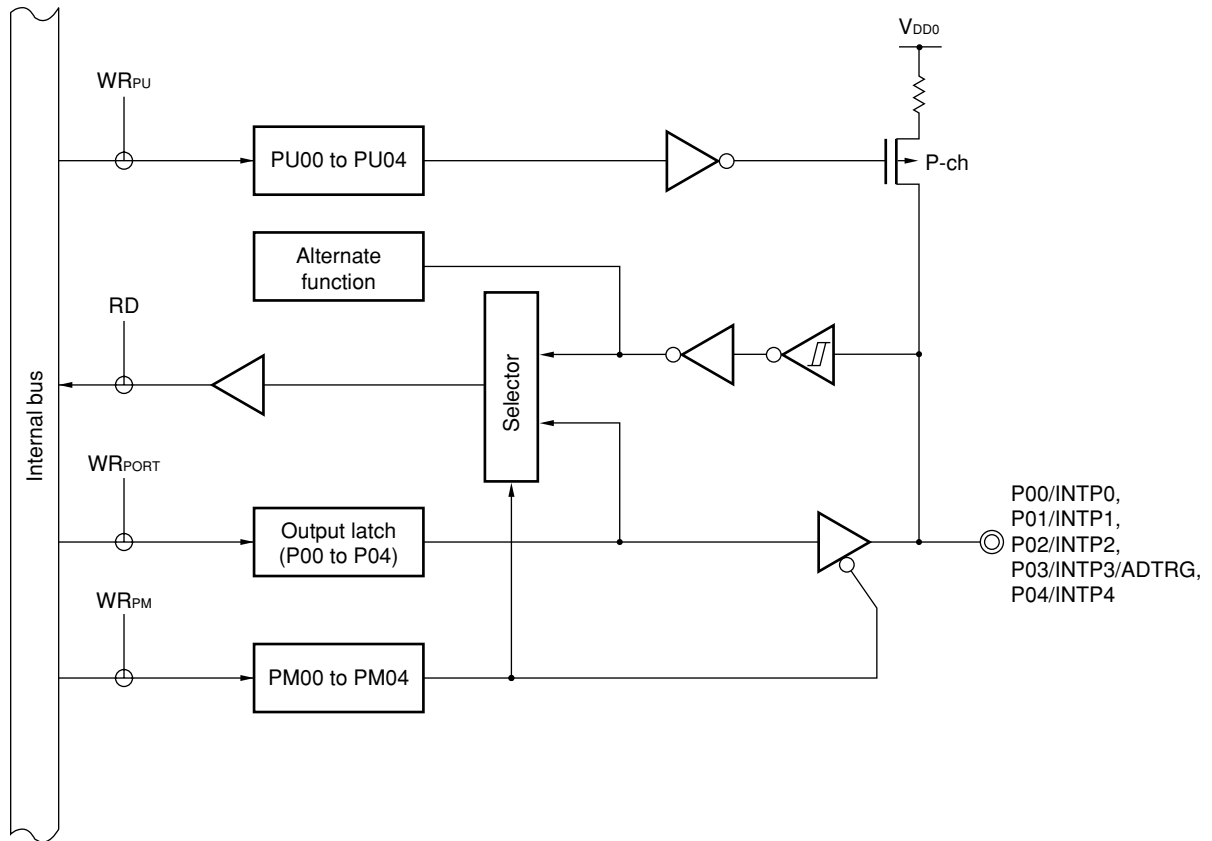 VDD0
WRPU
PU00 to PU04
P-ch
Alternate
function
RD
Selector
Internal bus
WRPORT
Output latch
(P00 to P04)
P00/INTP0,
P01/INTP1,
P02/INTP2,
P03/INTP3/ADTRG,
P04/INTP4
WRPM
PM00 to PM04